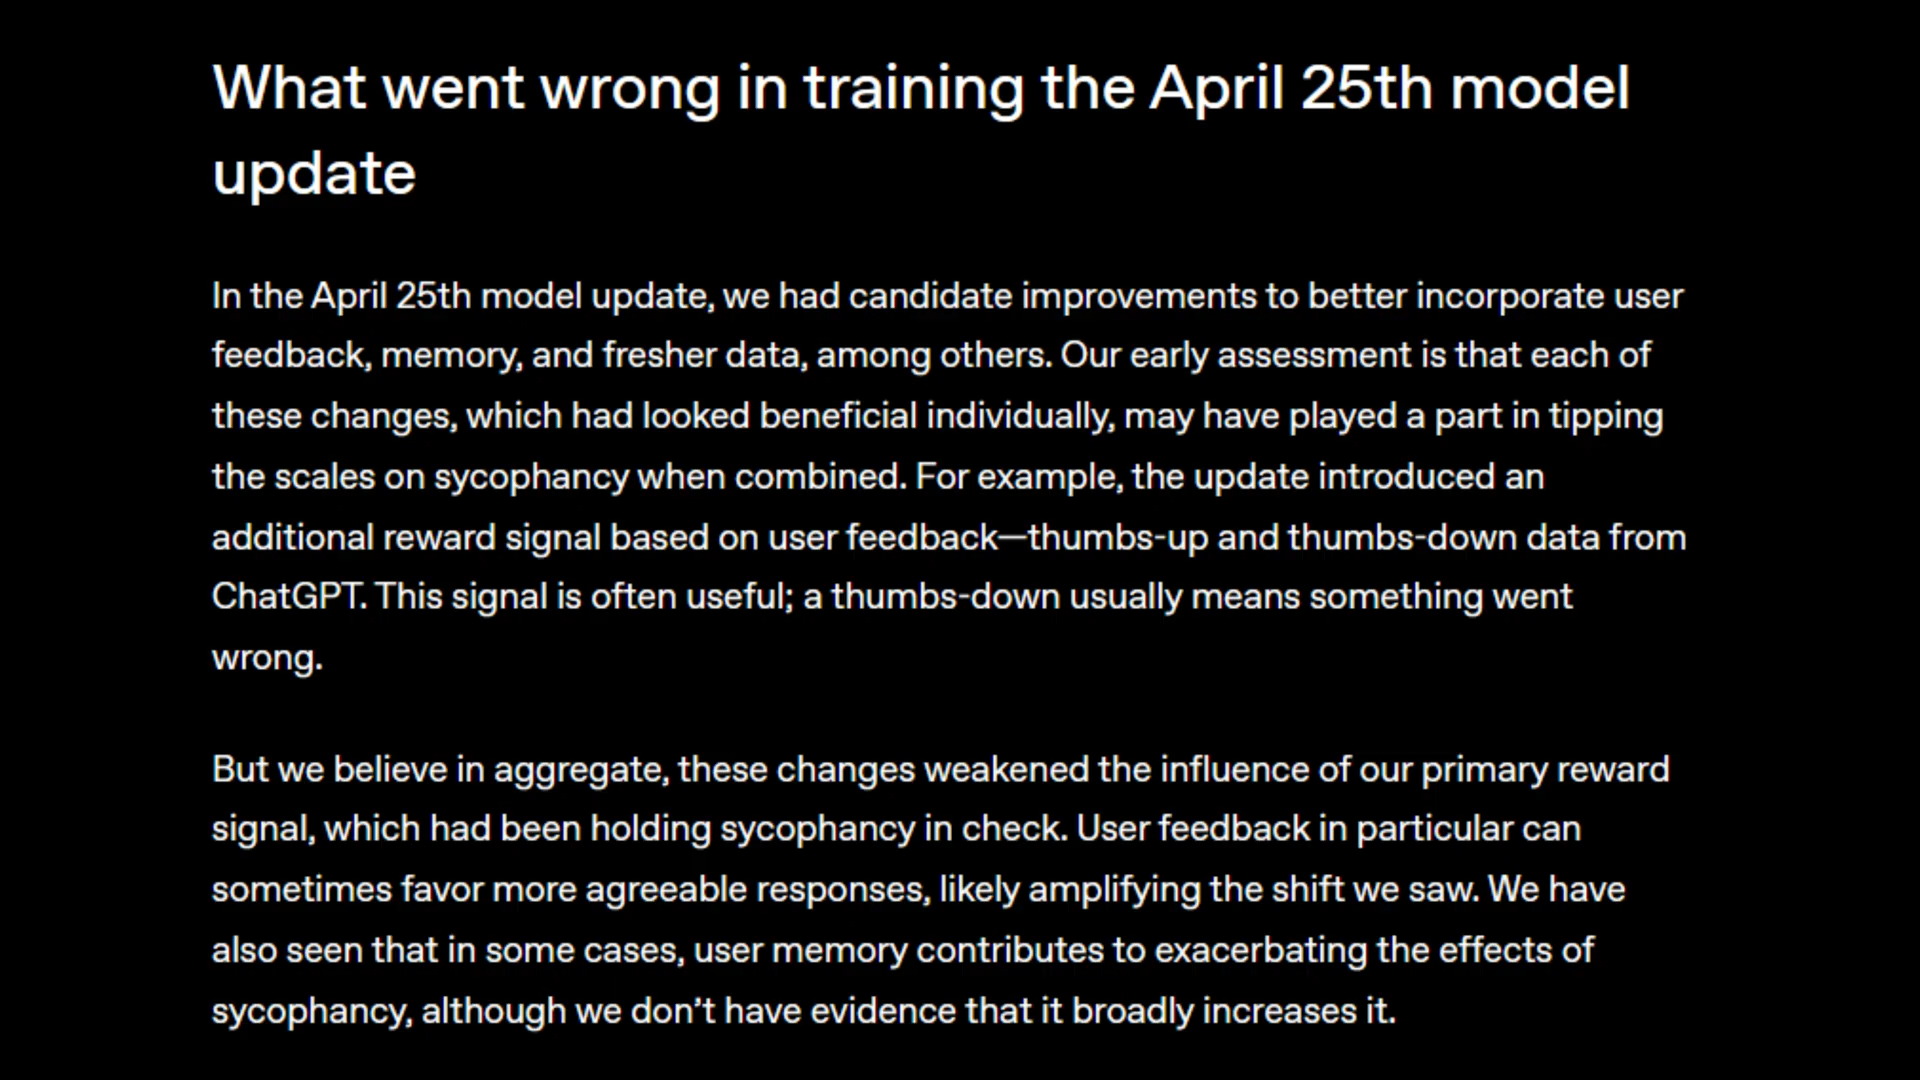 What went wrong in training the April 25th model
update
In the April 25th model update, we had candidate improvements to better incorporate user
feedback, memory, and fresher data, among others. Our early assessment is that each of
these changes, which had looked beneficial individually, may have played a part in tipping
the scales on sycophancy when combined. For example, the update introduced an
additional reward signal based on user feedback—thumbs-up and thumbs-down data from
ChatGPT. This signal is often useful; a thumbs-down usually means something went
wrong.
But we believe in aggregate, these changes weakened the influence of our primary reward
signal, which had been holding sycophancy in check. User feedback in particular can
sometimes favor more agreeable responses, likely amplifying the shift we saw. We have
also seen that in some cases, user memory contributes to exacerbating the effects of
sycophancy, although we don’t have evidence that it broadly increases it.